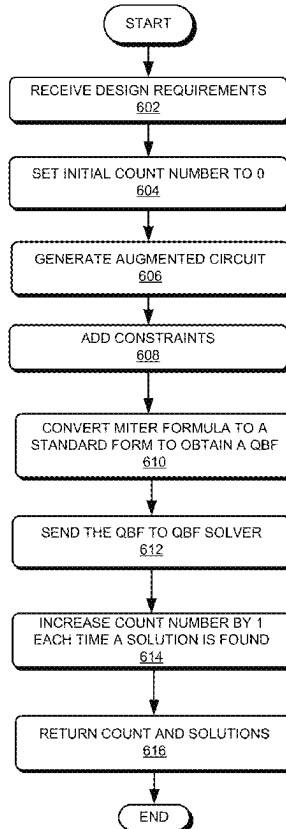 START
RECEIVE DESIGN REQUIREMENTS
602
SET INITIAL COUNT NUMBER TO 0
604
GENERATE AUGMENTED CIRCUIT
606
ADD CONSTRAINTS
608
CONVERT MITER FORMULA TO A
STANDARD FORM TO OBTAIN A QBF
610
SEND THE QBF TO QBF SOLVER
612
INCREASE COUNT NUMBER BY 1
EACH TIME A SOLUTION IS FOUND
614
RETURN COUNT AND SOLUTIONS
616
END